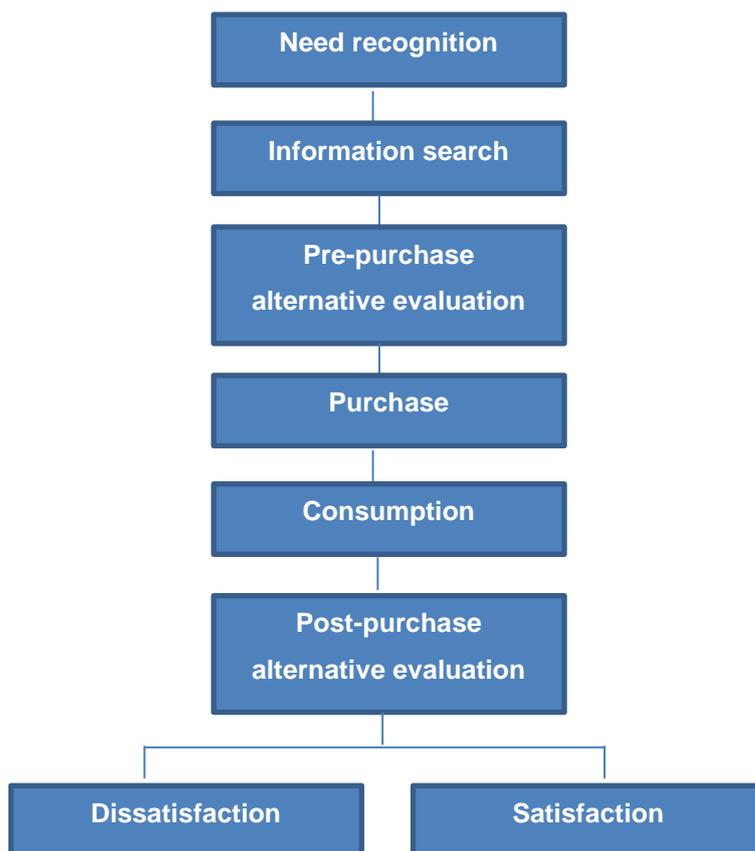 Need recognition
Information search
Pre-purchase
alternative evaluation
Purchase
Consumption
Post-purchase
alternative evaluation
Dissatisfaction
Satisfaction